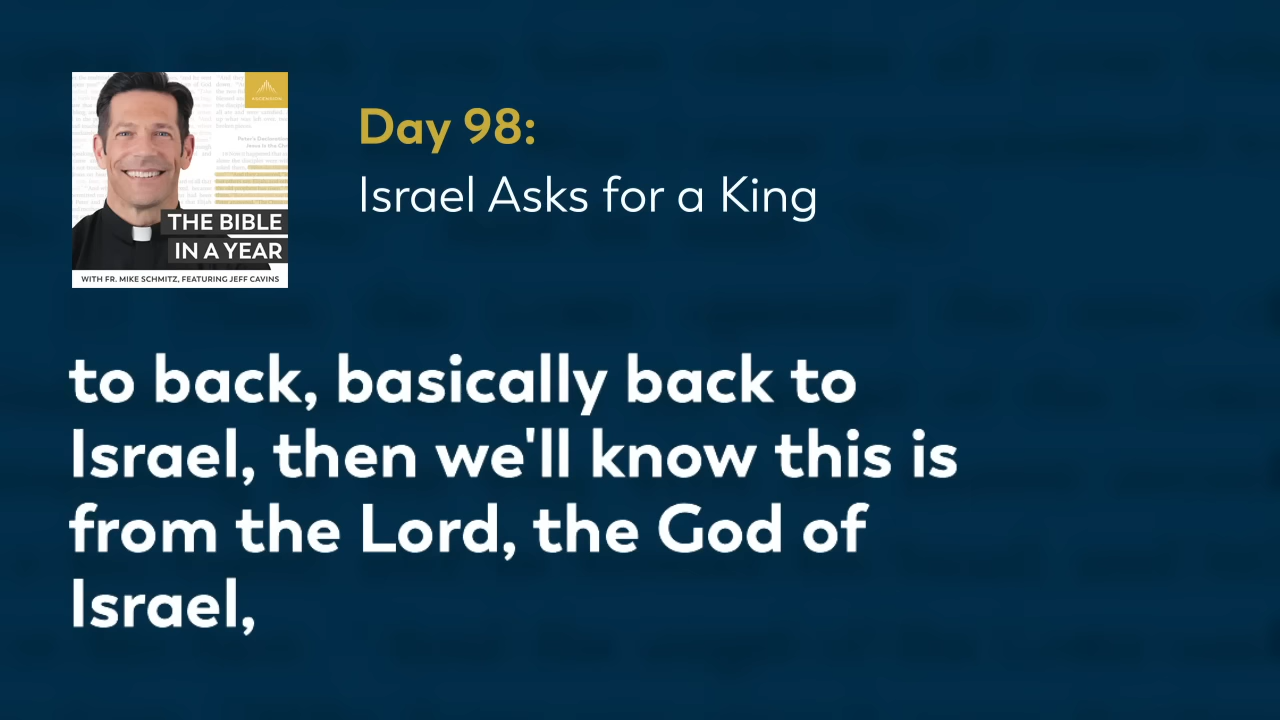 ASCENSION
THE BIBLE
IN A YEAR
WITH FR. MIKE SCHMITZ, FEATURING JEFF CAVINS
Day 98:
Israel Asks for a King
to back, basically back to
Israel, then we'll know this is
from the Lord, the God of
Israel,